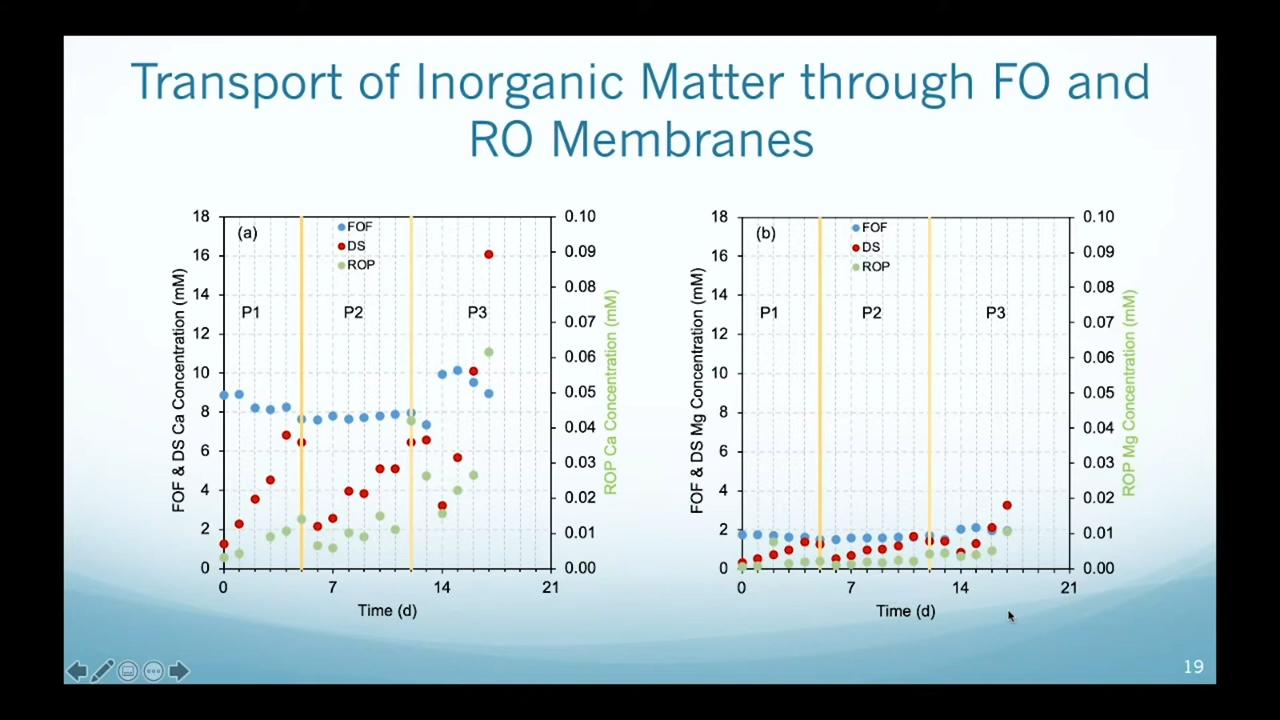 Transport of Inorganic Matter through FO and
RO Membranes
FOF & DS Ca Concentration (mM)
18
16
14
12
10
8
6
4
2
0
(a)
FOF
DS
ROP
P1
P2
P3
0.10
0.09
0.08
0.07
0.06
0.05
0.04
0.03
0.02
0.01
0.00
ROP Ca Concentration (mM)
0
7
14
21
Time (d)
FOF & DS Mg Concentration (mM)
18
16
14
12
10
8
6
4
2
0
(b)
FOF
DS
ROP
P1
P2
P3
0.10
0.09
0.08
0.07
0.06
0.05
0.04
0.03
0.02
0.01
0.00
ROP Mg Concentration (mM)
0
7
14
21
Time (d)
19